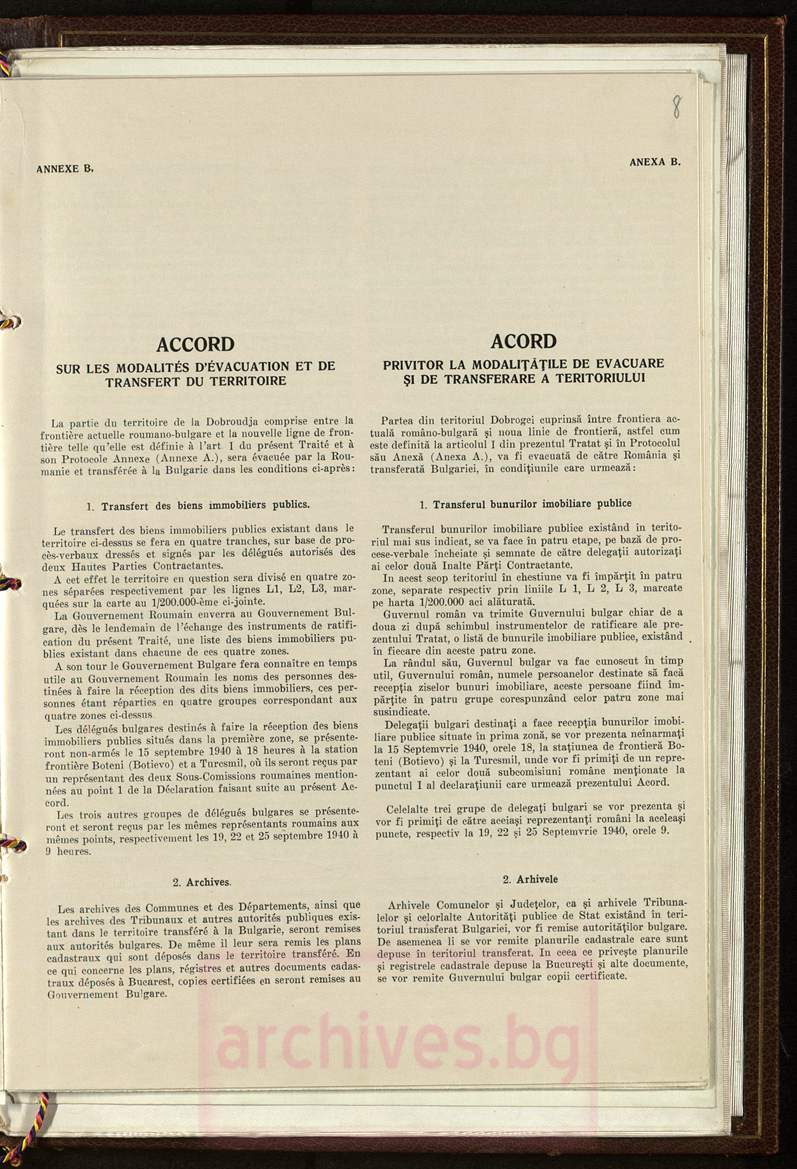 8
ANNEXE B.
ACCORD
SUR LES MODALITÉS D'ÉVACUATION ET DE
TRANSFERT DU TERRITOIRE
La partie du territoire de la Dobroudja comprise entre la
frontière actuelle roumano-bulgare et la nouvelle ligne de fron-
tière telle qu'elle est définie à l'art. I du présent Traité et à
son Protocole Annexe (Annexe A.), sera évacuée par la Rou-
manie et transférée à la Bulgarie dans les conditions ci-après:
1. Transfert des biens immobiliers publics.
Le transfert des biens immobiliers publics existant dans le
territoire ci-dessus se fera en quatre tranches, sur base de pro-
cès-verbaux dressés et signés par les délégués autorisés des
deux Hautes Parties Contractantes.
A cet effet le territoire en question sera divisé en quatre zo-
nes séparées respectivement par les lignes L1, L2, L3, mar-
quées sur la carte au 1/200.000-ème ci-jointe.
La Gouvernement Roumain enverra au Gouvernement Bul-
gare, dès le lendemain de l'échange des instruments de ratifi-
cation du présent Traité, une liste des biens immobiliers pu-
blics existant dans chacune de ces quatre zones.
A son tour le Gouvernement Bulgare fera connaître en temps
utile au Gouvernement Roumain les noms des personnes des-
tinées à faire la réception des dits biens immobiliers, ces per-
sonnes étant réparties en quatre groupes correspondant aux
quatre zones ci-dessus
Les délégués bulgares destinés à faire la réception des biens
immobiliers publics situés dans la première zone, se présente-
ront non-armés le 15 septembre 1940 à 18 heures à la station
frontière Boteni (Botievo) et a Turcsmil, où ils seront reçus par
un représentant des deux Sous-Comissions roumaines mention-
nées au point 1 de la Déclaration faisant suite au présent Ac-
cord.
Les trois autres groupes de délégués bulgares se présente-
ront et seront reçus par les mêmes représentants roumains aux
mêmes points, respectivement les 19, 22 et 25 septembre 1940 à
9 heures.
2. Archives.
Les archives des Communes et des Départements, ainsi que
les archives des Tribunaux et autres autorités publiques exis-
tant dans le territoire transféré à la Bulgarie, seront remises
aux autorités bulgares. De même il leur sera remis les plans
cadastraux qui sont déposés dans le territoire transféré. En
ce qui concerne les plans, régistres et autres documents cadas-
traux déposés à Bucarest, copies certifiées en seront remises au
Gouvernement Bulgare.
ANEXA B.
ACORD
PRIVITOR LA MODALIȚĂȚILE DE EVACUARE
ȘI DE TRANSFERARE A TERITORIULUI
Partea din teritoriul Dobrogei cuprinsă între frontiera ac-
tuală româno-bulgară și noua linie de frontieră, astfel cum
este definită la articolul I din prezentul Tratat și în Protocolul
său Anexă (Anexa A.), va fi evacuată de către România și
transferată Bulgariei, în condițiunile care urmează:
1. Transferul bunurilor imobiliare publice
Transferul bunurilor imobiliare publice existând în terito-
riul mai sus indicat, se va face în patru etape, pe bază de pro-
cese-verbale încheiate și semnate de către delegații autorizați
ai celor două Inalte Părți Contractante.
In acest scop teritoriul în chestiune va fi împărțit în patru
zone, separate respectiv prin liniile L 1, L 2, L 3, marcate
pe harta 1/200.000 aci alăturată.
Guvernul român va trimite Guvernului bulgar chiar de a
doua zi după schimbul instrumentelor de ratificare ale pre-
zentului Tratat, o listă de bunurile imobiliare publice, existând
în fiecare din aceste patru zone.
La rândul său, Guvernul bulgar va fac cunoscut în timp
util, Guvernului român, numele persoanelor destinate să facă
recepția ziselor bunuri imobiliare, aceste persoane fiind îm-
părțite în patru grupe corespunzând celor patru zone mai
susindicate.
Delegații bulgari destinați a face recepția bunurilor imobi-
liare publice situate în prima zonă, se vor prezenta neînarmați
la 15 Septemvrie 1940, orele 18, la stațiunea de frontieră Bo-
teni (Botievo) și la Turcsmil, unde vor fi primiți de un repre-
zentant ai celor două subcomisiuni române menționate la
punctul I al declarațiunii care urmează prezentului Acord.
Celelalte trei grupe de delegați bulgari se vor prezenta și
vor fi primiți de către aceiași reprezentanți români la aceleași
puncte, respectiv la 19, 22 și 25 Septemvrie 1940, orele 9.
2. Arhivele
Arhivele Comunelor și Județelor, ca și arhivele Tribuna-
lelor și celorlalte Autorități publice de Stat existând în teri-
toriul transferat Bulgariei, vor fi remise autorităților bulgare.
De asemenea li se vor remite planurile cadastrale care sunt
depuse în teritoriul transferat. In ceea ce privește planurile
și registrele cadastrale depuse la București și alte documente,
se vor remite Guvernului bulgar copii certificate.
archives.bg